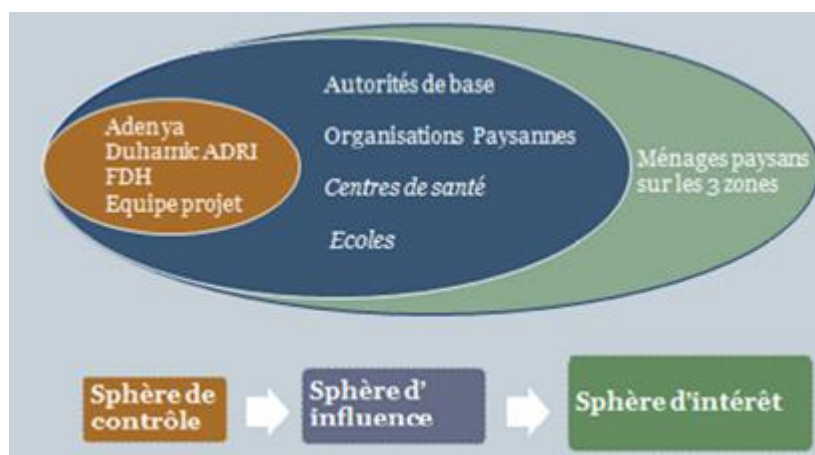 Adenya
Duhamic ADRI
FDH
Equipe projet
Autorités de base
Organisations Paysannes
Centres de santé
Ecoles
Ménages paysans
sur les 3 zones
Sphère de
contrôle
Sphère d'
influence
Sphère d'intérêt